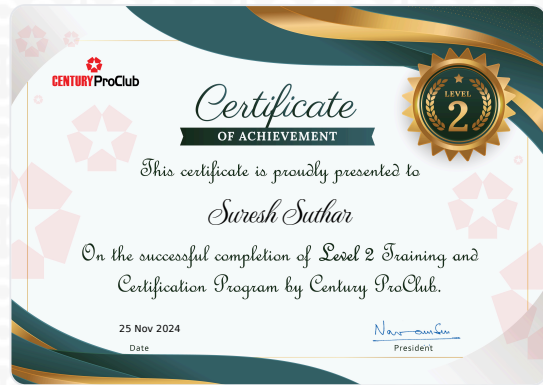 CENTURY ProClub
Certificate
OF ACHIEVEMENT
LEVEL
2
This certificate is proudly presented to
Suresh Suthar
On the successful completion of Level 2 Training and
Certification Program by Century ProClub.
25 Nov 2024
Date
President